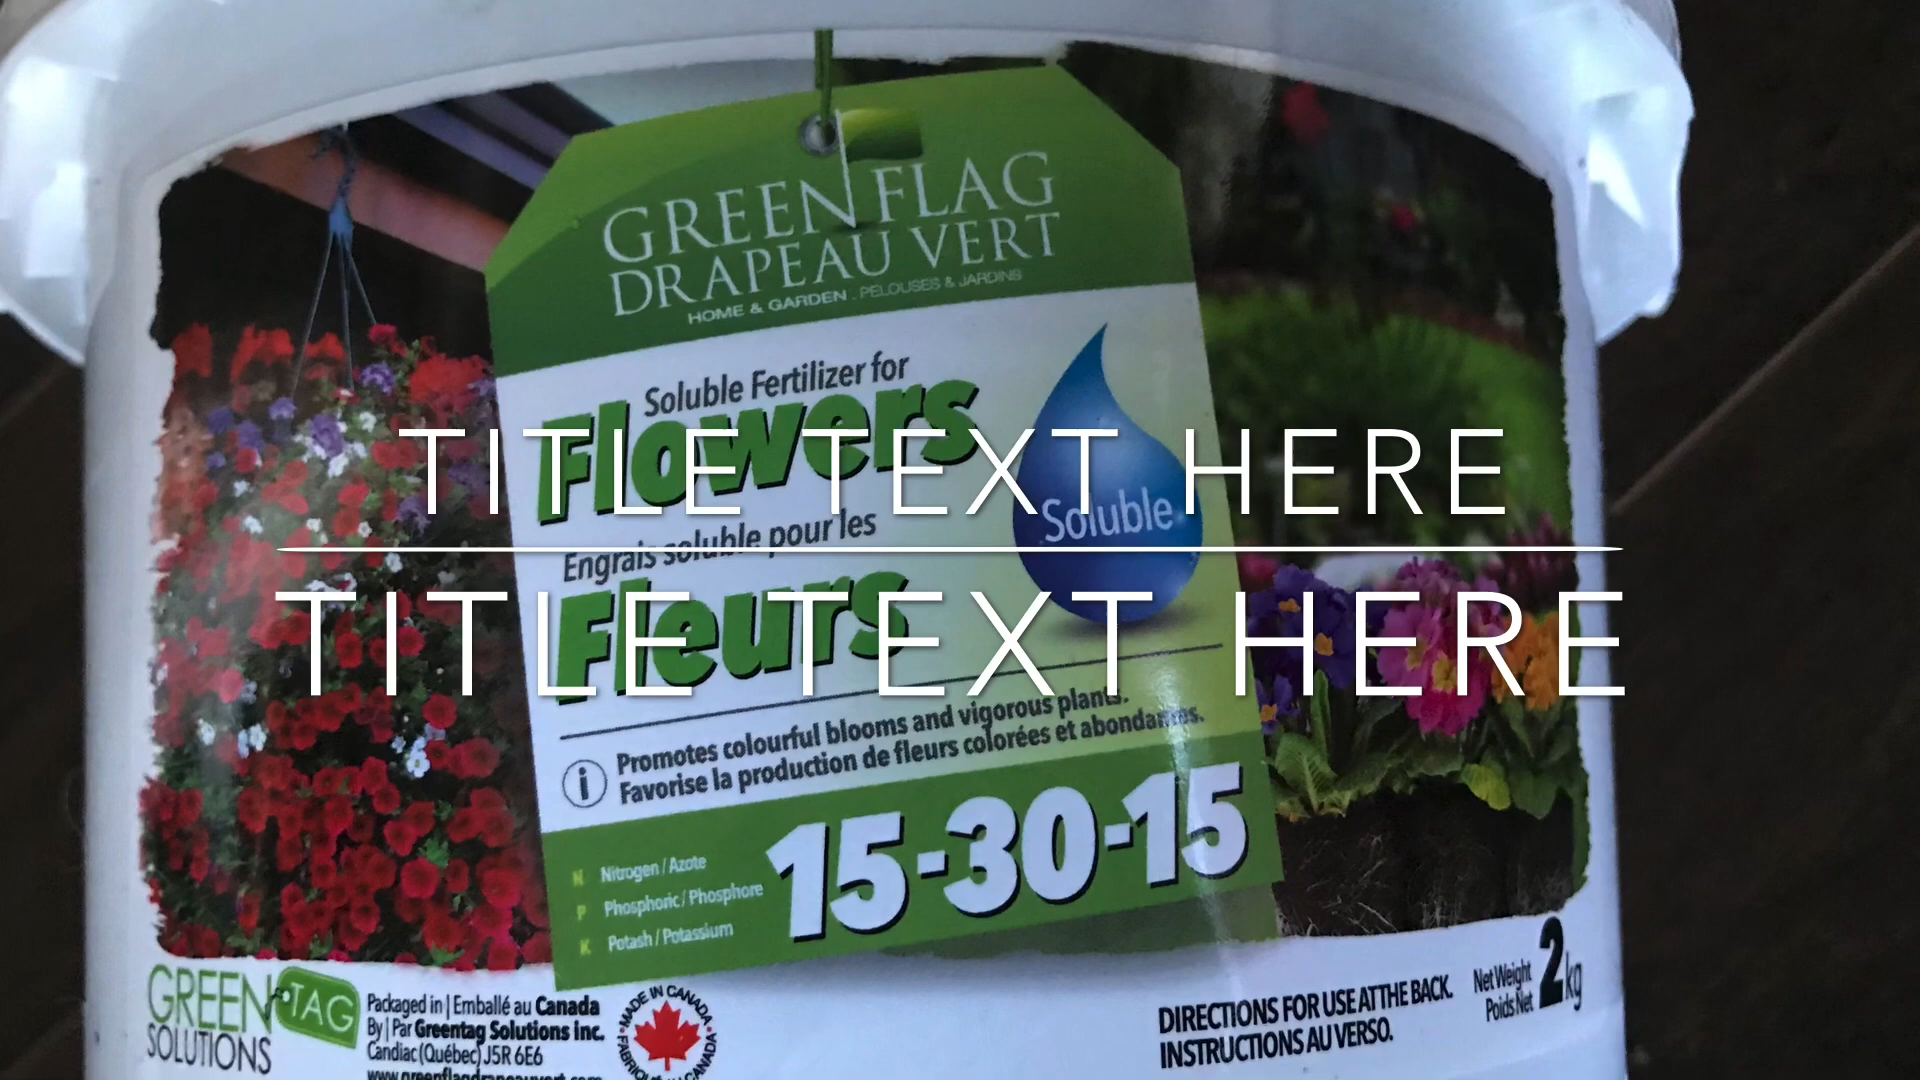 GREEN FLAG
DRAPEAU VERT
HOME & GARDEN . PELOUSES & JARDINS
Soluble Fertilizer for
Flowers
TITLE TEXT HERE
Soluble
Engrais soluble pour les
Fleurs
TITLE TEXT HERE
i Promotes colourful blooms and vigorous plants.
Favorise la production de fleurs colorées et abondantes.
15-30-15
N Nitrogen / Azote
P Phosphoric / Phosphore
K Potash / Potassium
GREEN TAG
SOLUTIONS
Packaged in | Emballé au Canada
By | Par Greentag Solutions inc.
Candiac (Québec) J5R 6E6
www.greenflagdrapeauvert.com
MADE IN CANADA
FABRIQUÉ AU CANADA
DIRECTIONS FOR USE AT THE BACK.
INSTRUCTIONS AU VERSO.
Net Weight
Poids Net
2kg